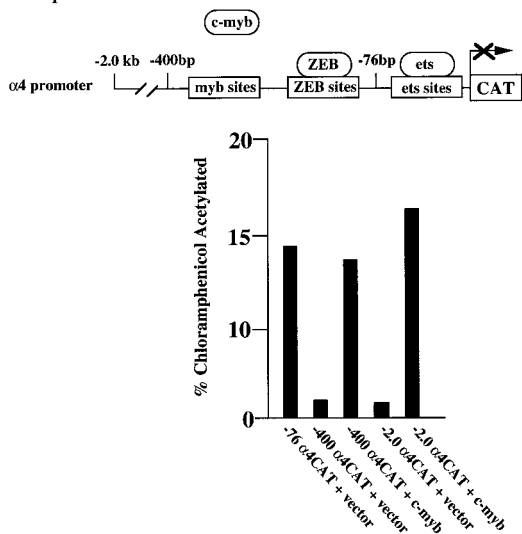 c-myb
-2.0 kb -400bp ZEB -76bp ets
α4 promoter myb sites ZEB sites ets sites CAT
% Chloramphenicol Acetylated
20
15
10
0
-76 α4CAT + vector
-400 α4CAT + vector
-400 α4CAT + c-myb
-2.0 α4CAT + vector
-2.0 α4CAT + c-myb